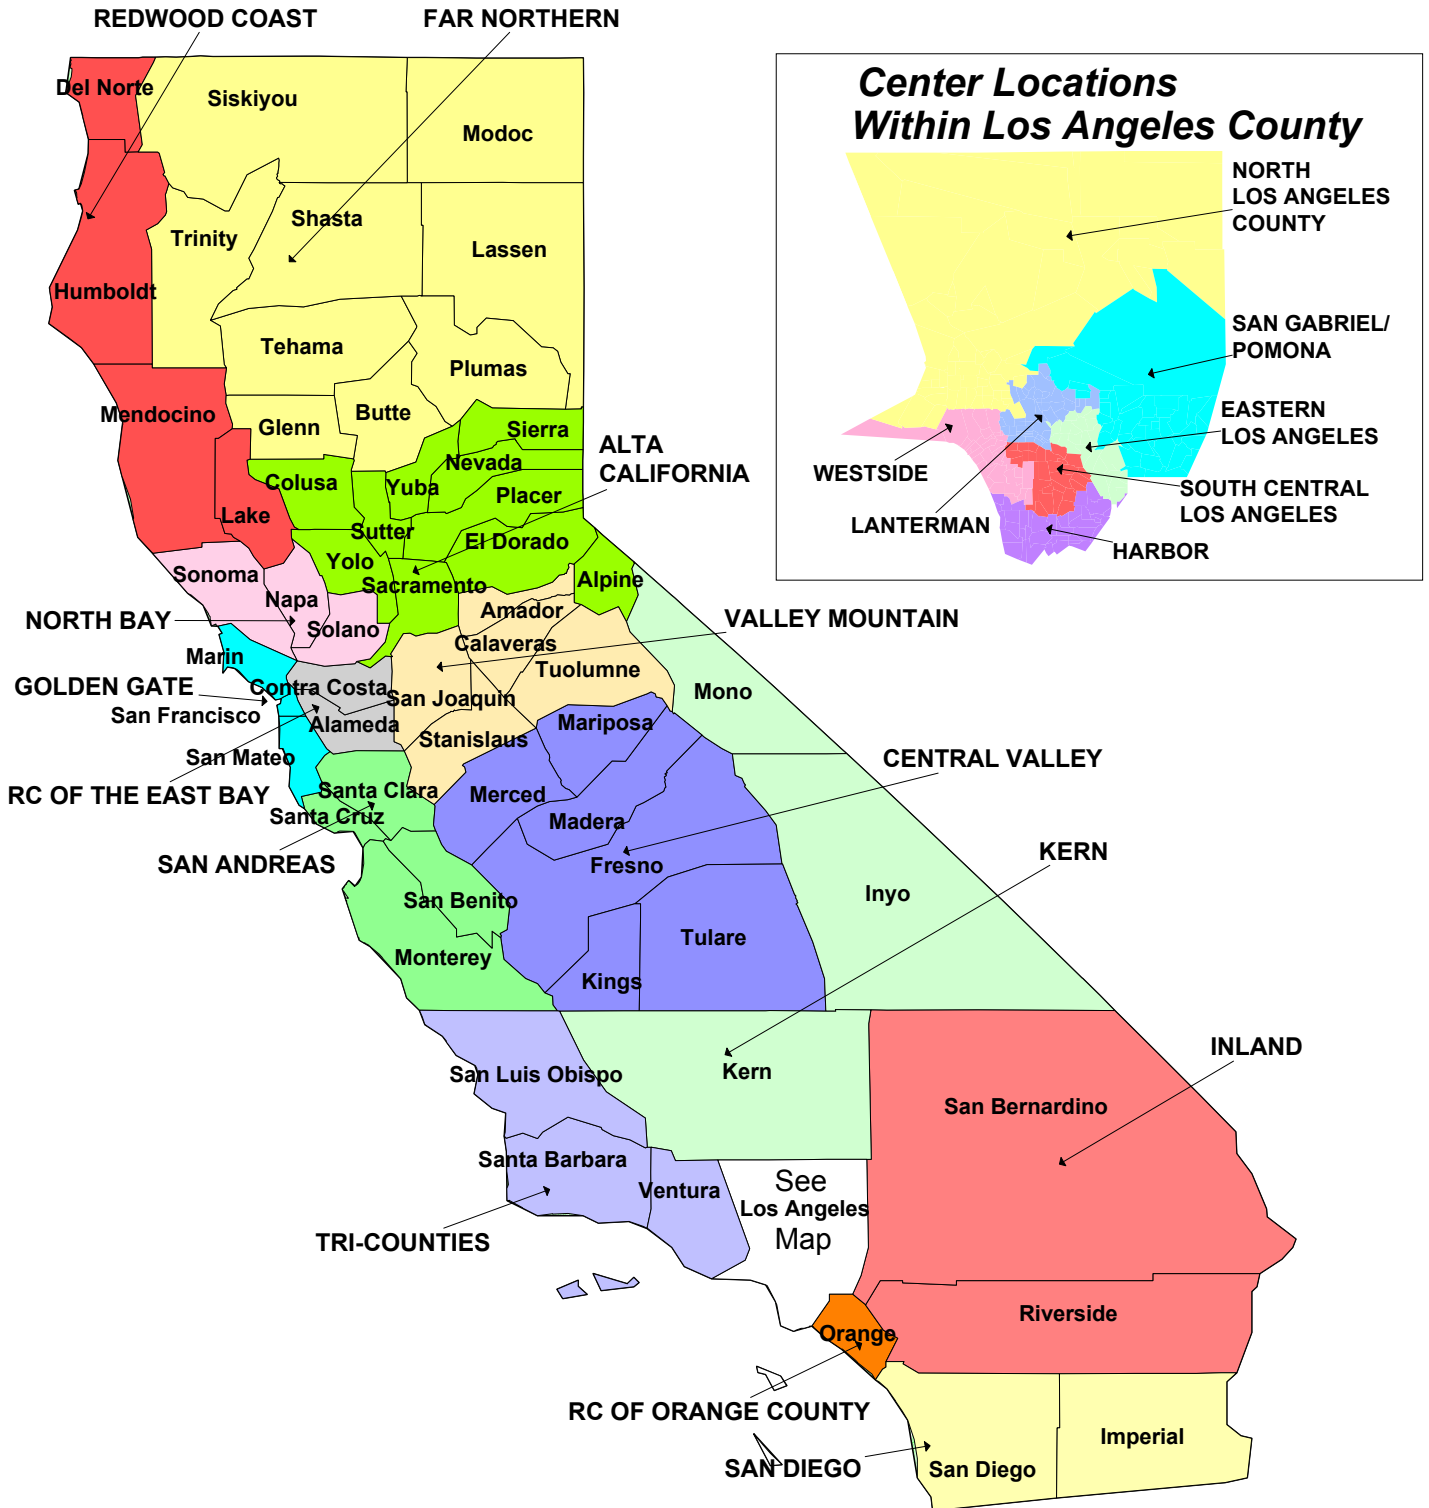 REDWOOD COAST
FAR NORTHERN
Del Norte
Siskiyou
Modoc
Shasta
Trinity
Lassen
Humboldt
Tehama
Plumas
Mendocino
Butte
Glenn
Sierra
Nevada
Colusa
Yuba
Placer
Lake
Sutter
El Dorado
Yolo
Sonoma
Sacramento
Alpine
Napa
Amador
Solano
Calaveras
Marin
Tuolumne
Contra Costa
San Joaquin
Mono
San Francisco
Alameda
Mariposa
Stanislaus
San Mateo
Santa Clara
Merced
Santa Cruz
Madera
Fresno
San Benito
Inyo
Tulare
Monterey
Kings
San Luis Obispo
Kern
San Bernardino
Santa Barbara
Ventura
See
Los Angeles
Map
Riverside
Orange
Imperial
San Diego
ALTA
CALIFORNIA
NORTH BAY
VALLEY MOUNTAIN
GOLDEN GATE
CENTRAL VALLEY
RC OF THE EAST BAY
SAN ANDREAS
KERN
INLAND
TRI-COUNTIES
RC OF ORANGE COUNTY
SAN DIEGO
Center Locations
Within Los Angeles County
NORTH
LOS ANGELES
COUNTY
SAN GABRIEL/
POMONA
EASTERN
LOS ANGELES
WESTSIDE
SOUTH CENTRAL
LOS ANGELES
LANTERMAN
HARBOR